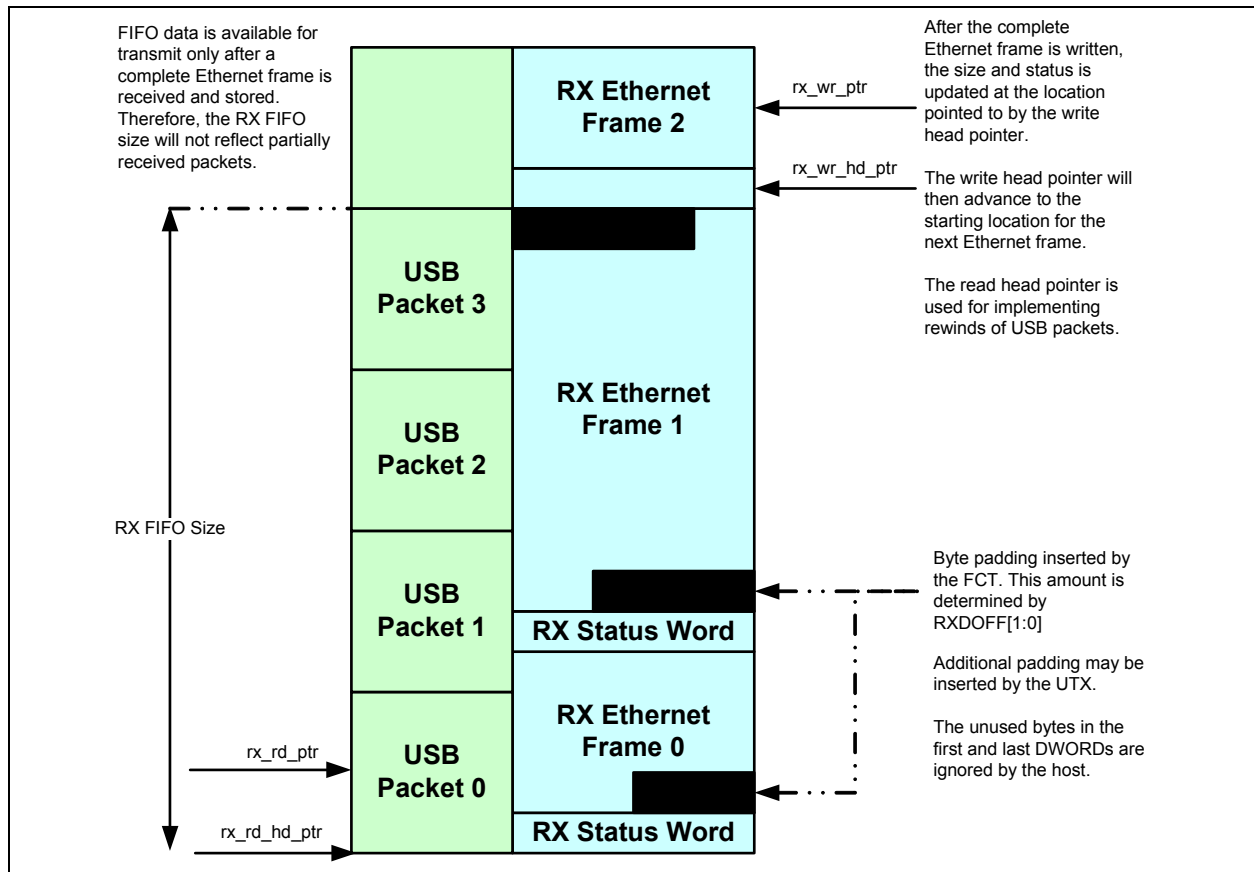 FIFO data is available for
transmit only after a
complete Ethernet frame is
received and stored.
Therefore, the RX FIFO
size will not reflect partially
received packets.
RX Ethernet
Frame 2
rx_wr_ptr
After the complete
Ethernet frame is written,
the size and status is
updated at the location
pointed to by the write
head pointer.
rx_wr_hd_ptr
The write head pointer will
then advance to the
starting location for the
next Ethernet frame.
The read head pointer is
used for implementing
rewinds of USB packets.
USB
Packet 3
RX Ethernet
Frame 1
USB
Packet 2
RX FIFO Size
USB
Packet 1
RX Status Word
Byte padding inserted by
the FCT. This amount is
determined by
RXDOFF[1:0]
Additional padding may be
inserted by the UTX.
The unused bytes in the
first and last DWORDs are
ignored by the host.
RX Ethernet
Frame 0
rx_rd_ptr
USB
Packet 0
rx_rd_hd_ptr
RX Status Word